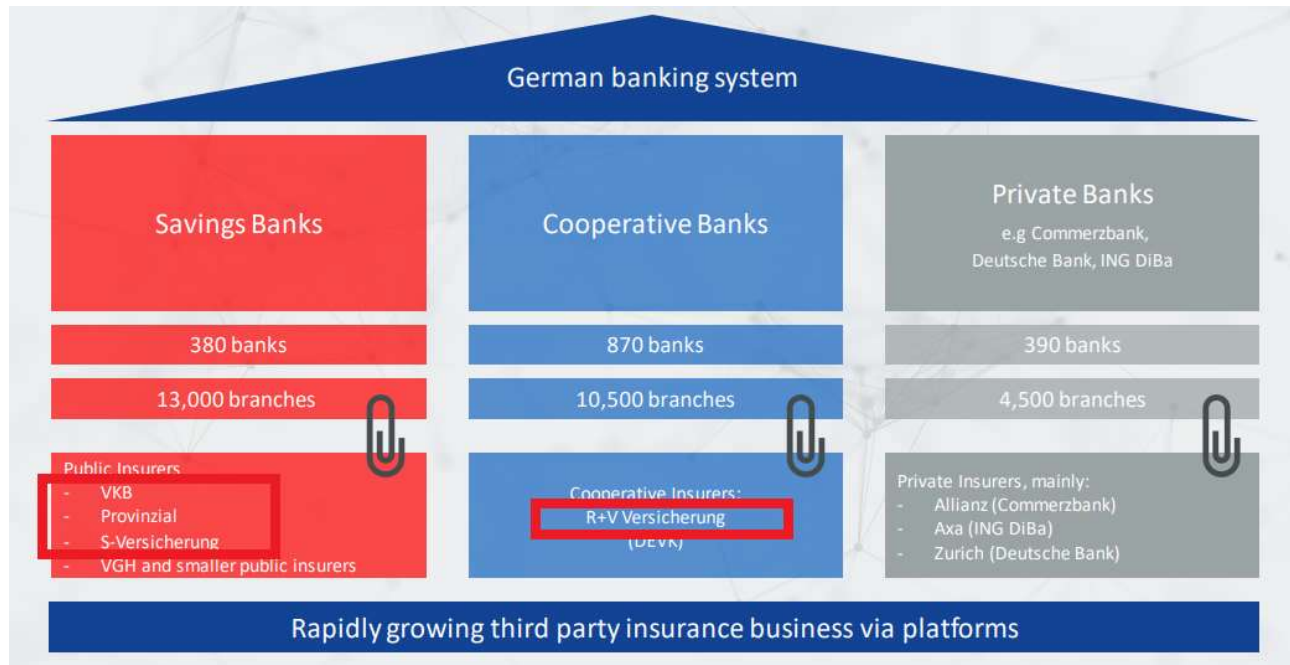 German banking system
Savings Banks
380 banks
13,000 branches
Public Insurers
- VKB
- Provinzial
- S-Versicherung
- VGH and smaller public insurers
Cooperative Banks
870 banks
10,500 branches
Cooperative Insurers:
R+V Versicherung
(DEVK)
Private Banks
e.g Commerzbank,
Deutsche Bank, ING DiBa
390 banks
4,500 branches
Private Insurers, mainly:
- Allianz (Commerzbank)
- Axa (ING DiBa)
- Zurich (Deutsche Bank)
Rapidly growing third party insurance business via platforms